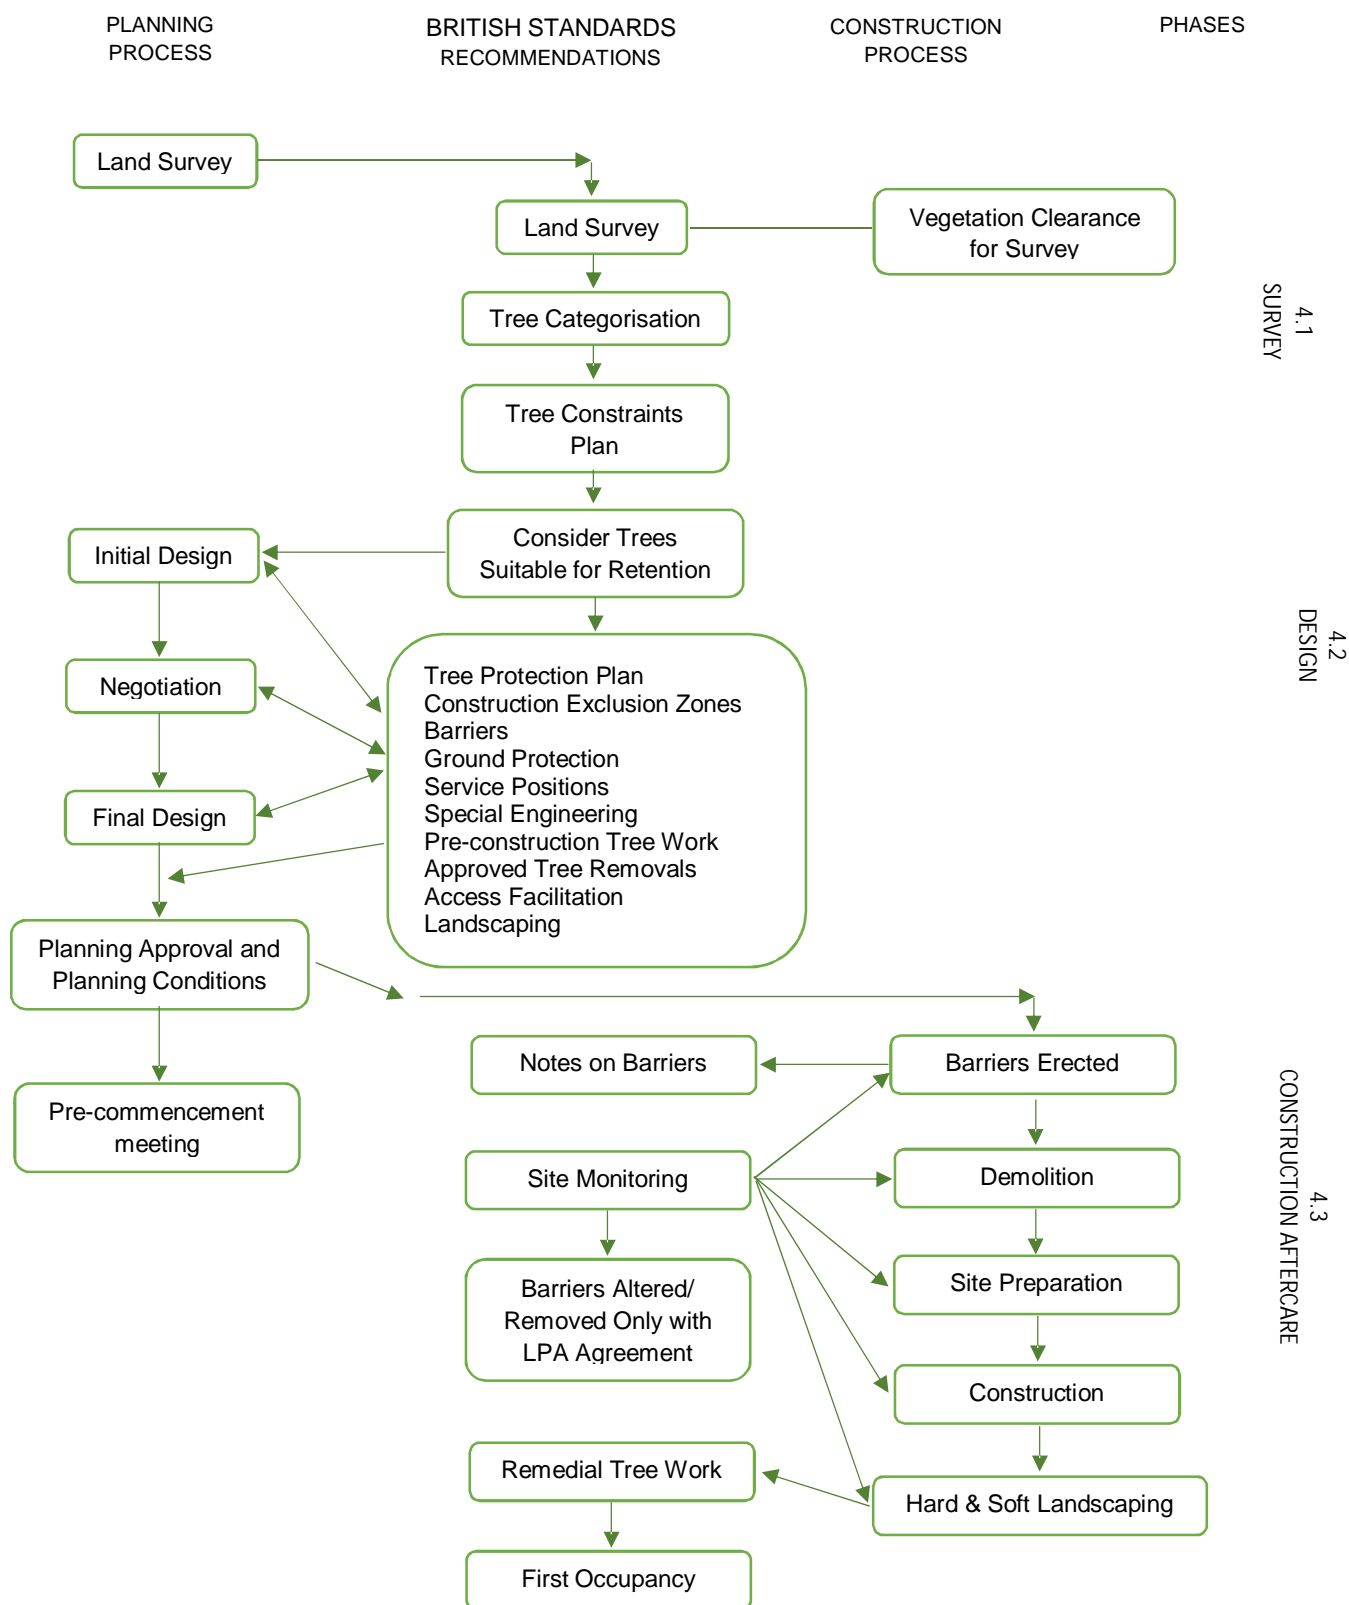 PLANNING
PROCESS
BRITISH STANDARDS
RECOMMENDATIONS
CONSTRUCTION
PROCESS
PHASES
Land Survey
Land Survey
Vegetation Clearance
for Survey
4.1
SURVEY
Tree Categorisation
Tree Constraints
Plan
Consider Trees
Suitable for Retention
Initial Design
4.2
DESIGN
Negotiation
Final Design
Tree Protection Plan
Construction Exclusion Zones
Barriers
Ground Protection
Service Positions
Special Engineering
Pre-construction Tree Work
Approved Tree Removals
Access Facilitation
Landscaping
Planning Approval and
Planning Conditions
Pre-commencement
meeting
Notes on Barriers
Barriers Erected
4.3
CONSTRUCTION AFTERCARE
Site Monitoring
Demolition
Barriers Altered/
Removed Only with
LPA Agreement
Site Preparation
Construction
Remedial Tree Work
Hard & Soft Landscaping
First Occupancy